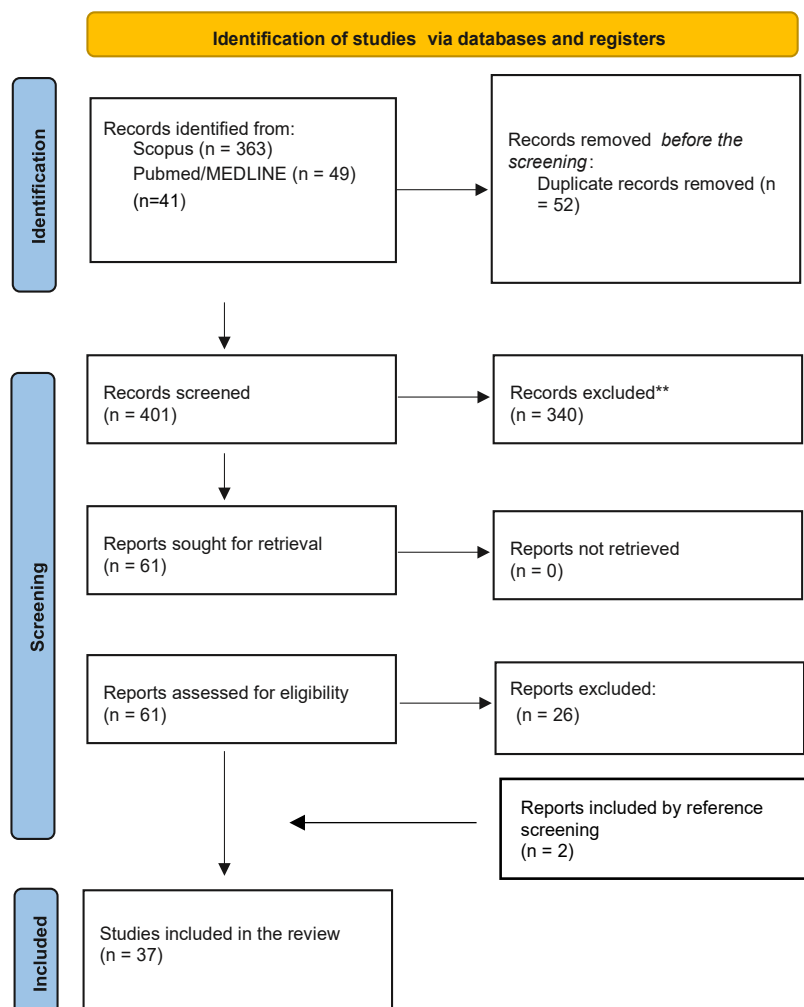 Identification of studies via databases and registers
Identification
Records identified from:
Scopus (n = 363)
Pubmed/MEDLINE (n = 49)
(n=41)
Records removed before the
screening:
Duplicate records removed (n
= 52)
Screening
Records screened
(n = 401)
Records excluded**
(n = 340)
Reports sought for retrieval
(n = 61)
Reports not retrieved
(n = 0)
Reports assessed for eligibility
(n = 61)
Reports excluded:
(n = 26)
Reports included by reference
screening
(n = 2)
Included
Studies included in the review
(n = 37)